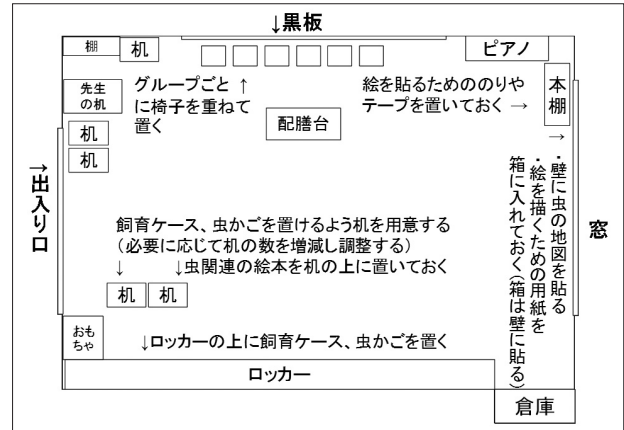 ↓黒板
棚
机
ピアノ
先生
の机
グループごと ↑
に椅子を重ねて
置く
絵を貼るためののりや
テープを置いておく →
本棚
配膳台
机
机
→出入り口
→
・壁に虫の地図を貼る
・絵を描くための用紙を
箱に入れておく(箱は壁に貼る)
窓
飼育ケース、虫かごを置けるよう机を用意する
(必要に応じて机の数を増減し調整する)
↓ ↓虫関連の絵本を机の上に置いておく
机 机
おも
ちゃ
↓ロッカーの上に飼育ケース、虫かごを置く
ロッカー
倉庫